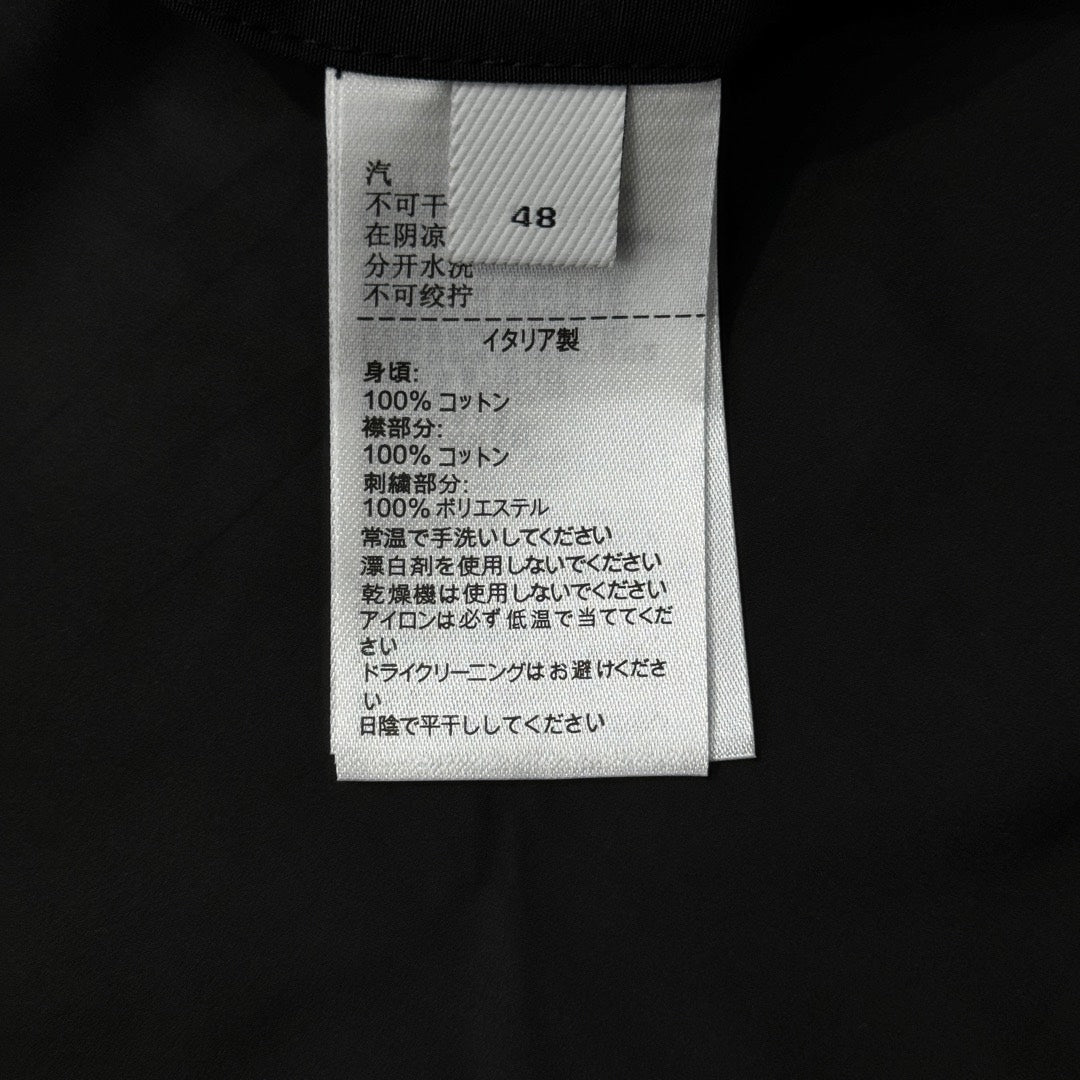 汽
不可干
在阴凉
分开水洗
不可绞拧
48
イタリア製
身頃:
100% コットン
襟部分:
100% コットン
刺繍部分:
100% ポリエステル
常温で手洗いしてください
漂白剤を使用しないでください
乾燥機は使用しないでください
アイロンは必ず低温で当ててくだ
さい
ドライクリーニングはお避けくださ
い
日陰で平干ししてください